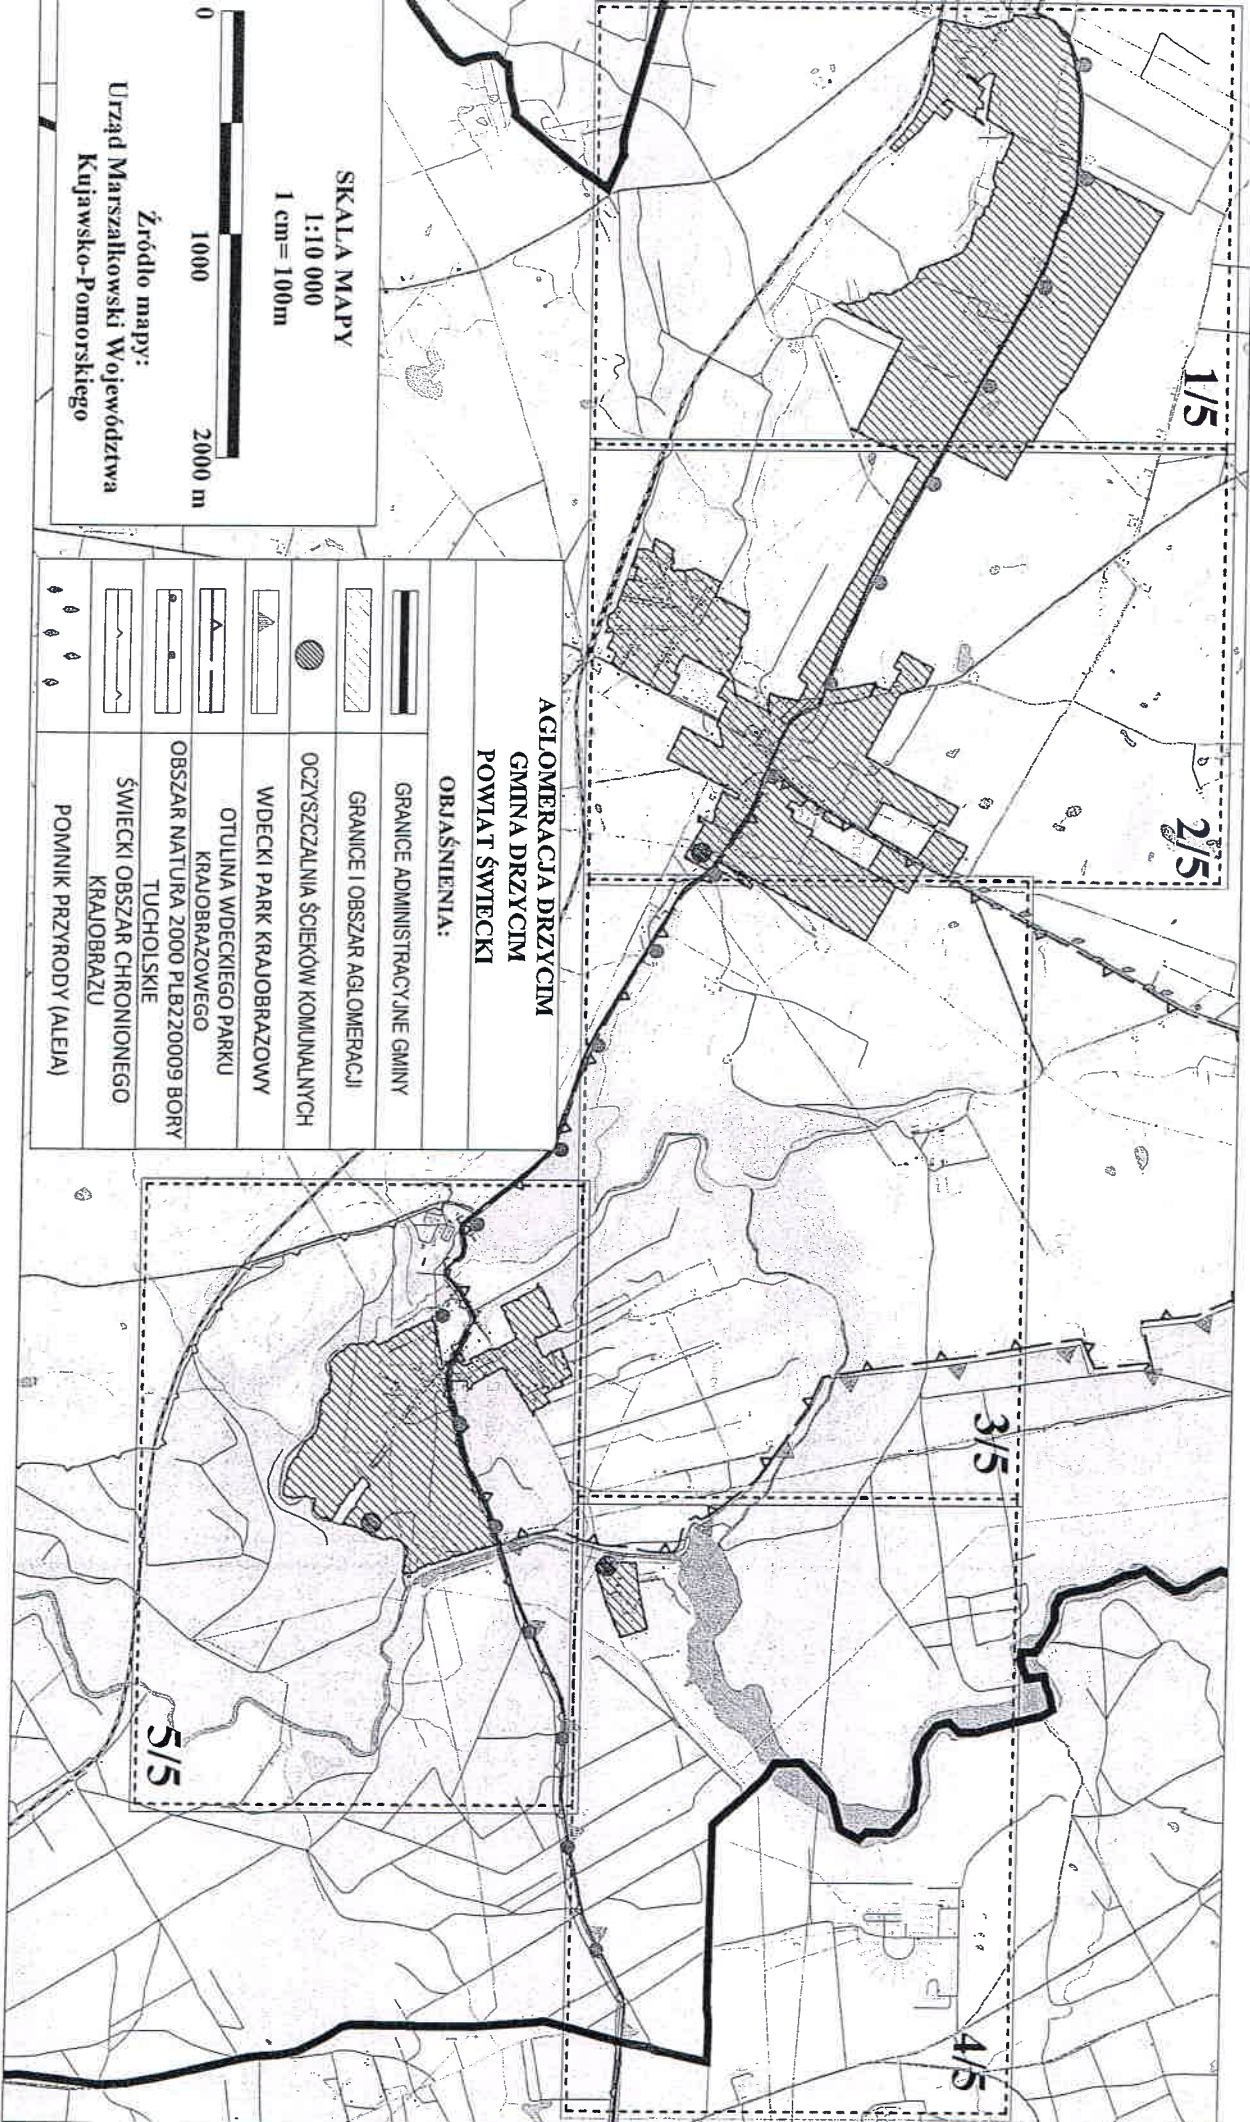 1/5
2/5
3/5
4/5
5/5
SKALA MAPY
1:10 000
1 cm= 100m
0 1000 2000 m
Źródło mapy:
Urząd Marszałkowski Województwa
Kujawsko-Pomorskiego
AGLOMERACJA DRZYCIM
GMINA DRZYCIM
POWIAT ŚWIECKI
OBJAŚNIENIA:
GRANICE ADMINISTRACYJNE GMINY
GRANICE I OBSZAR AGLOMERACJI
OCZYSZCZALNIA ŚCIEKÓW KOMUNALNYCH
WDECKI PARK KRAJOBRAZOWY
OTULINA WDECKIEGO PARKU
KRAJOBRAZOWEGO
OBSZAR NATURA 2000 PLB220009 BORY
TUCHOLSKIE
ŚWIECKI OBSZAR CHRONIONEGO
KRAJOBRAZU
POMNIK PRZYRODY (ALEJA)